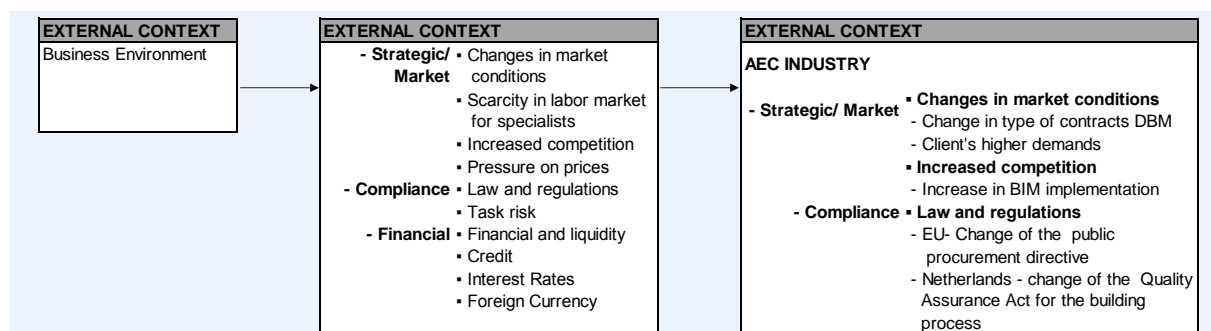 EXTERNAL CONTEXT
Business Environment
EXTERNAL CONTEXT
- Strategic/ ▪ Changes in market
Market conditions
▪ Scarcity in labor market
for specialists
▪ Increased competition
▪ Pressure on prices
- Compliance ▪ Law and regulations
▪ Task risk
- Financial ▪ Financial and liquidity
▪ Credit
▪ Interest Rates
▪ Foreign Currency
EXTERNAL CONTEXT
AEC INDUSTRY
- Strategic/ Market ▪ Changes in market conditions
- Change in type of contracts DBM
- Client's higher demands
▪ Increased competition
- Increase in BIM implementation
- Compliance ▪ Law and regulations
- EU- Change of the public
procurement directive
- Netherlands - change of the Quality
Assurance Act for the building
process